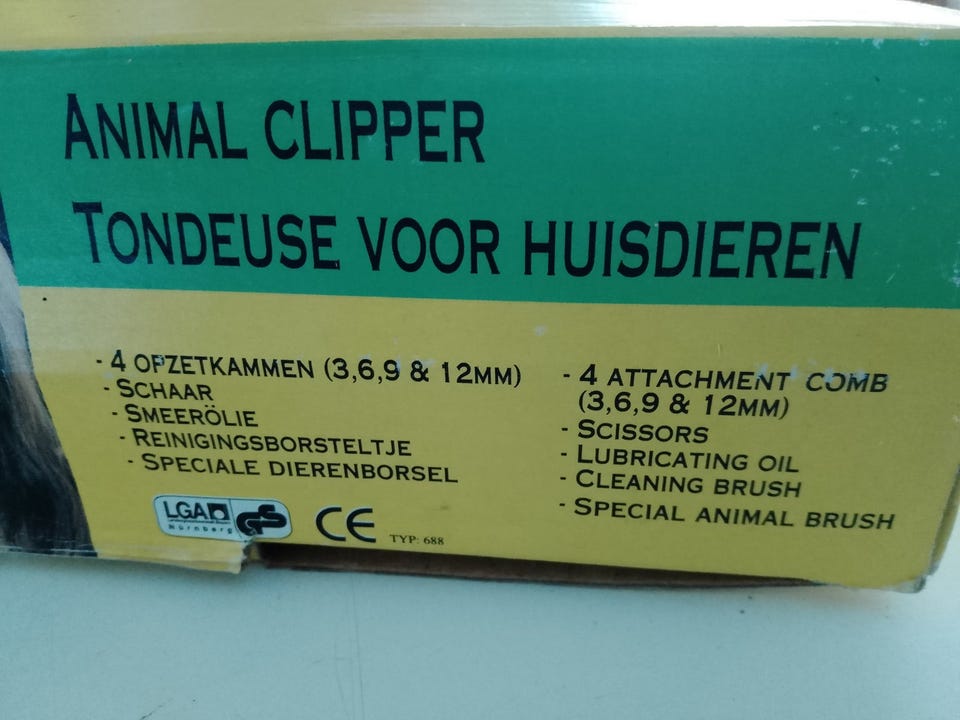 ANIMAL CLIPPER
TONDEUSE VOOR HUISDIEREN
- 4 OPZETKAMMEN (3,6,9 & 12MM)
- SCHAAR
- SMEERÖLIE
- REINIGINGSBORSTELTJE
- SPECIALE DIERENBORSEL
- 4 ATTACHMENT COMB
(3,6,9 & 12MM)
- SCISSORS
- LUBRICATING OIL
- CLEANING BRUSH
- SPECIAL ANIMAL BRUSH
LGA
Nürnberg
GS
CE
TYP: 688